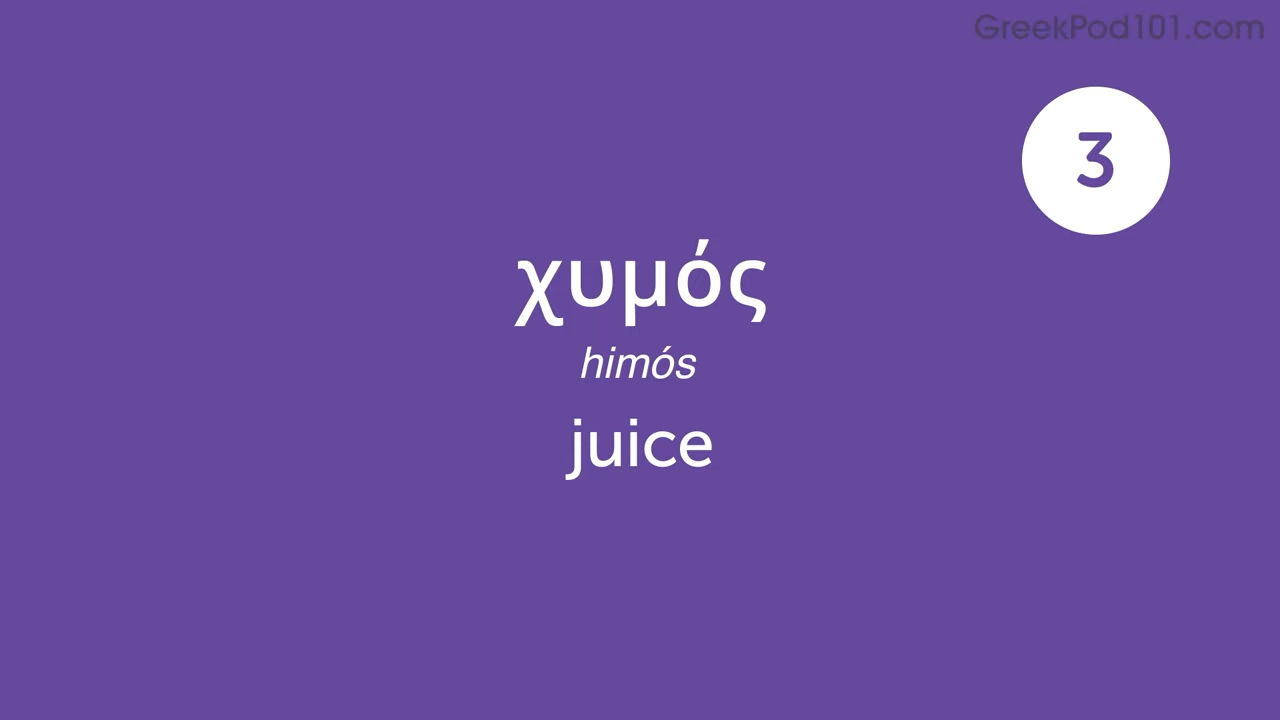 GreekPod101.com
3
χυμός
himós
juice